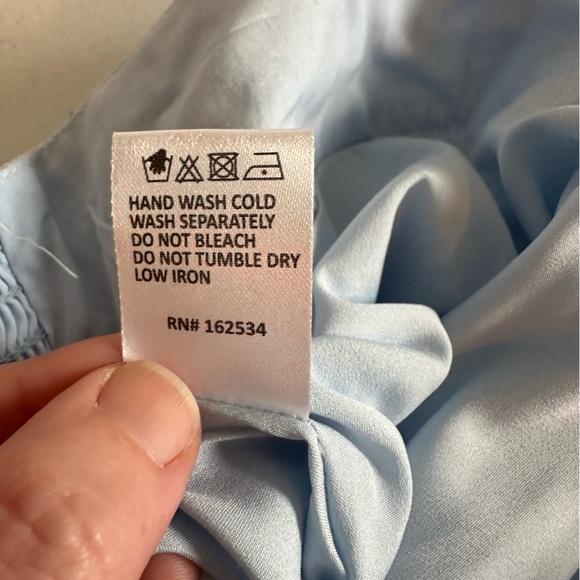 HAND WASH COLD
WASH SEPARATELY
DO NOT BLEACH
DO NOT TUMBLE DRY
LOW IRON
RN# 162534